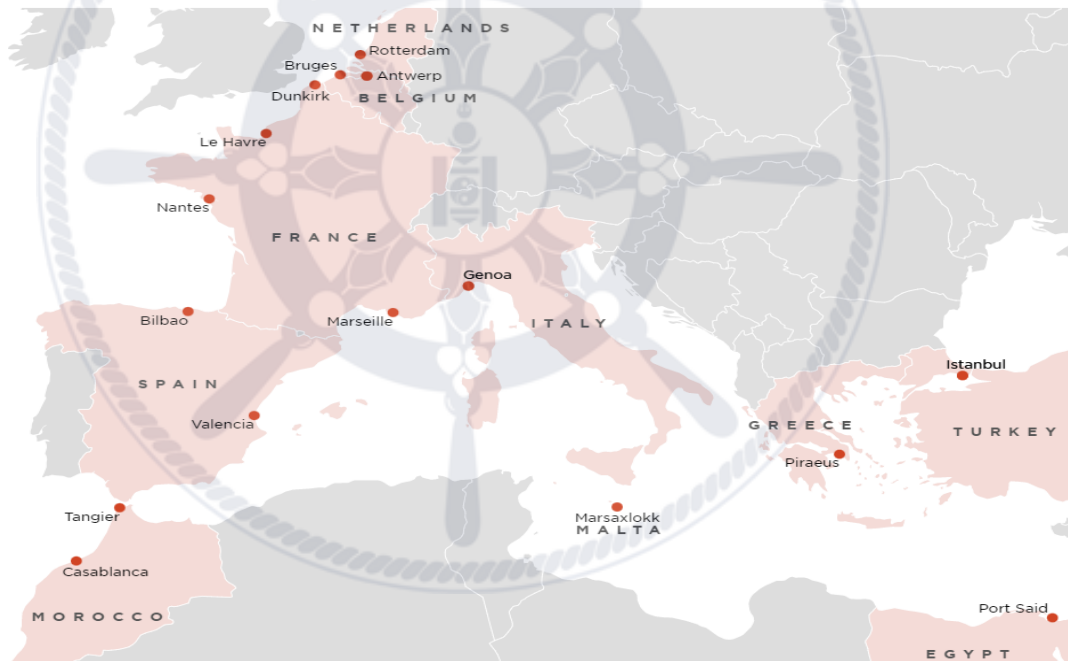 NETHERLANDS
Rotterdam
Bruges
Antwerp
Dunkirk
BELGIUM
Le Havre
Nantes
FRANCE
Genoa
Bilbao
Marseille
ITALY
Istanbul
SPAIN
Valencia
GREECE
TURKEY
Piraeus
Tangier
Marsaxlokk
MALTA
Casablanca
MOROCCO
Port Said
EGYPT